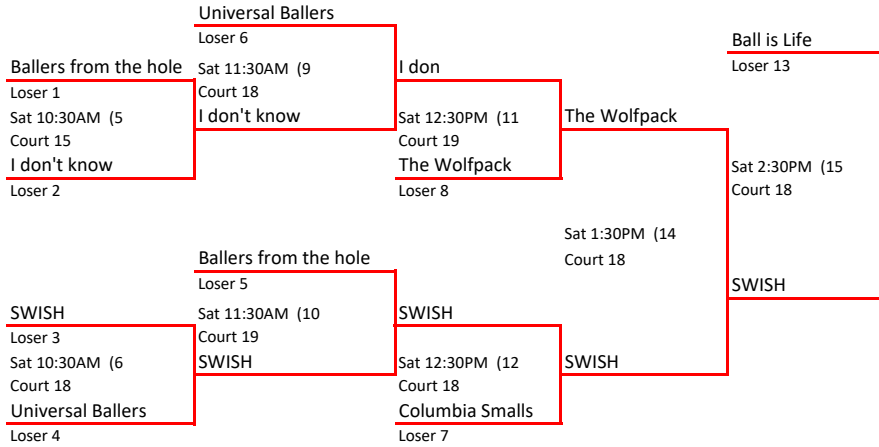 Universal Ballers
Loser 6
Ball is Life
Loser 13
Ballers from the hole
Loser 1
Sat 11:30AM (9
Court 18
I don
Sat 10:30AM (5
Court 15
I don't know
Sat 12:30PM (11
Court 19
The Wolfpack
I don't know
Loser 2
The Wolfpack
Loser 8
Sat 2:30PM (15
Court 18
Sat 1:30PM (14
Court 18
Ballers from the hole
Loser 5
SWISH
SWISH
Loser 3
Sat 11:30AM (10
Court 19
SWISH
Sat 10:30AM (6
Court 18
SWISH
Sat 12:30PM (12
Court 18
SWISH
Universal Ballers
Loser 4
Columbia Smalls
Loser 7